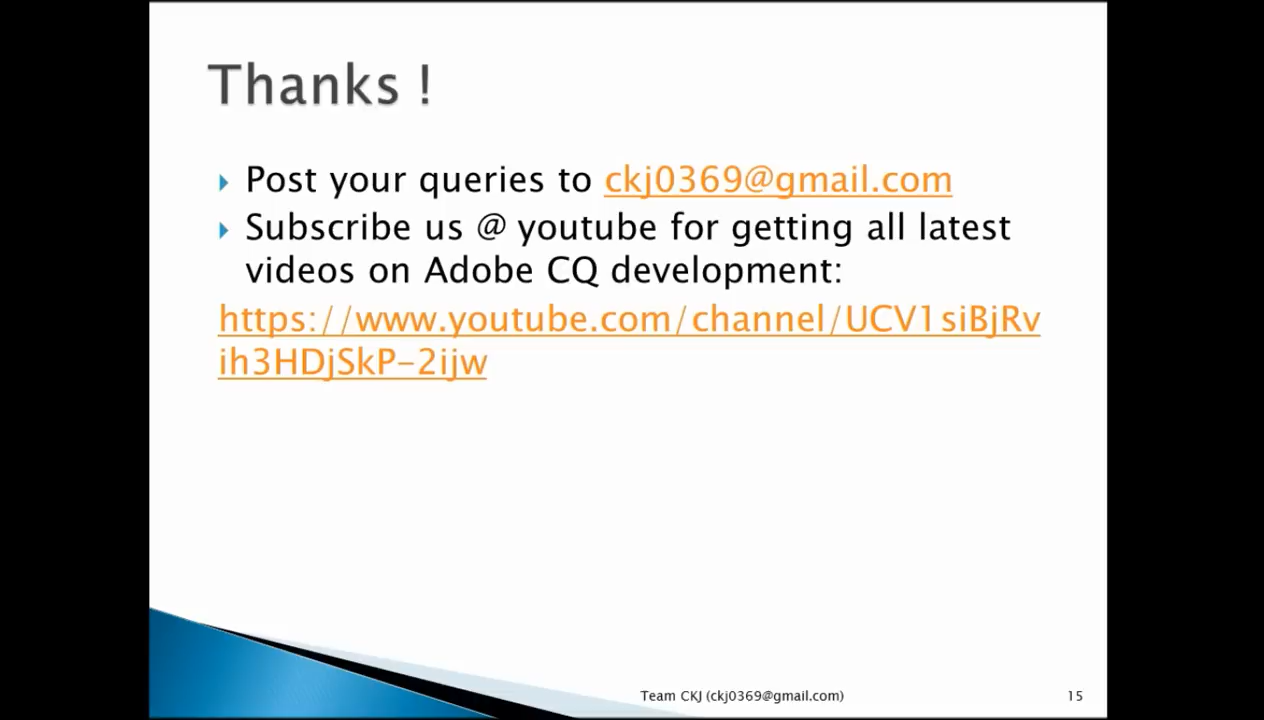 Thanks !
Post your queries to ckj0369@gmail.com
Subscribe us @ youtube for getting all latest
videos on Adobe CQ development:
https://www.youtube.com/channel/UCV1siBjRv
ih3HDjSkP-2ijw
Team CKJ (ckj0369@gmail.com)
15